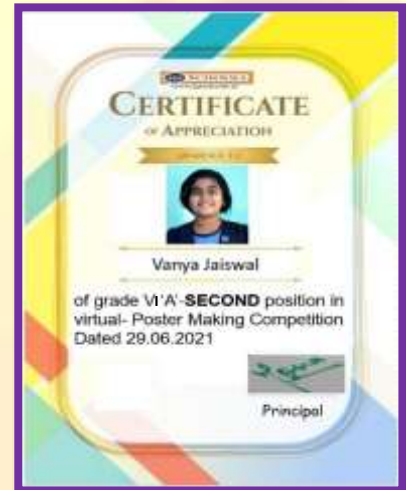 SCHOOLS
CERTIFICATE
OF APPRECIATION
Vanya Jaiswal
of grade VI 'A'-SECOND position in
virtual- Poster Making Competition
Dated 29.06.2021
Principal